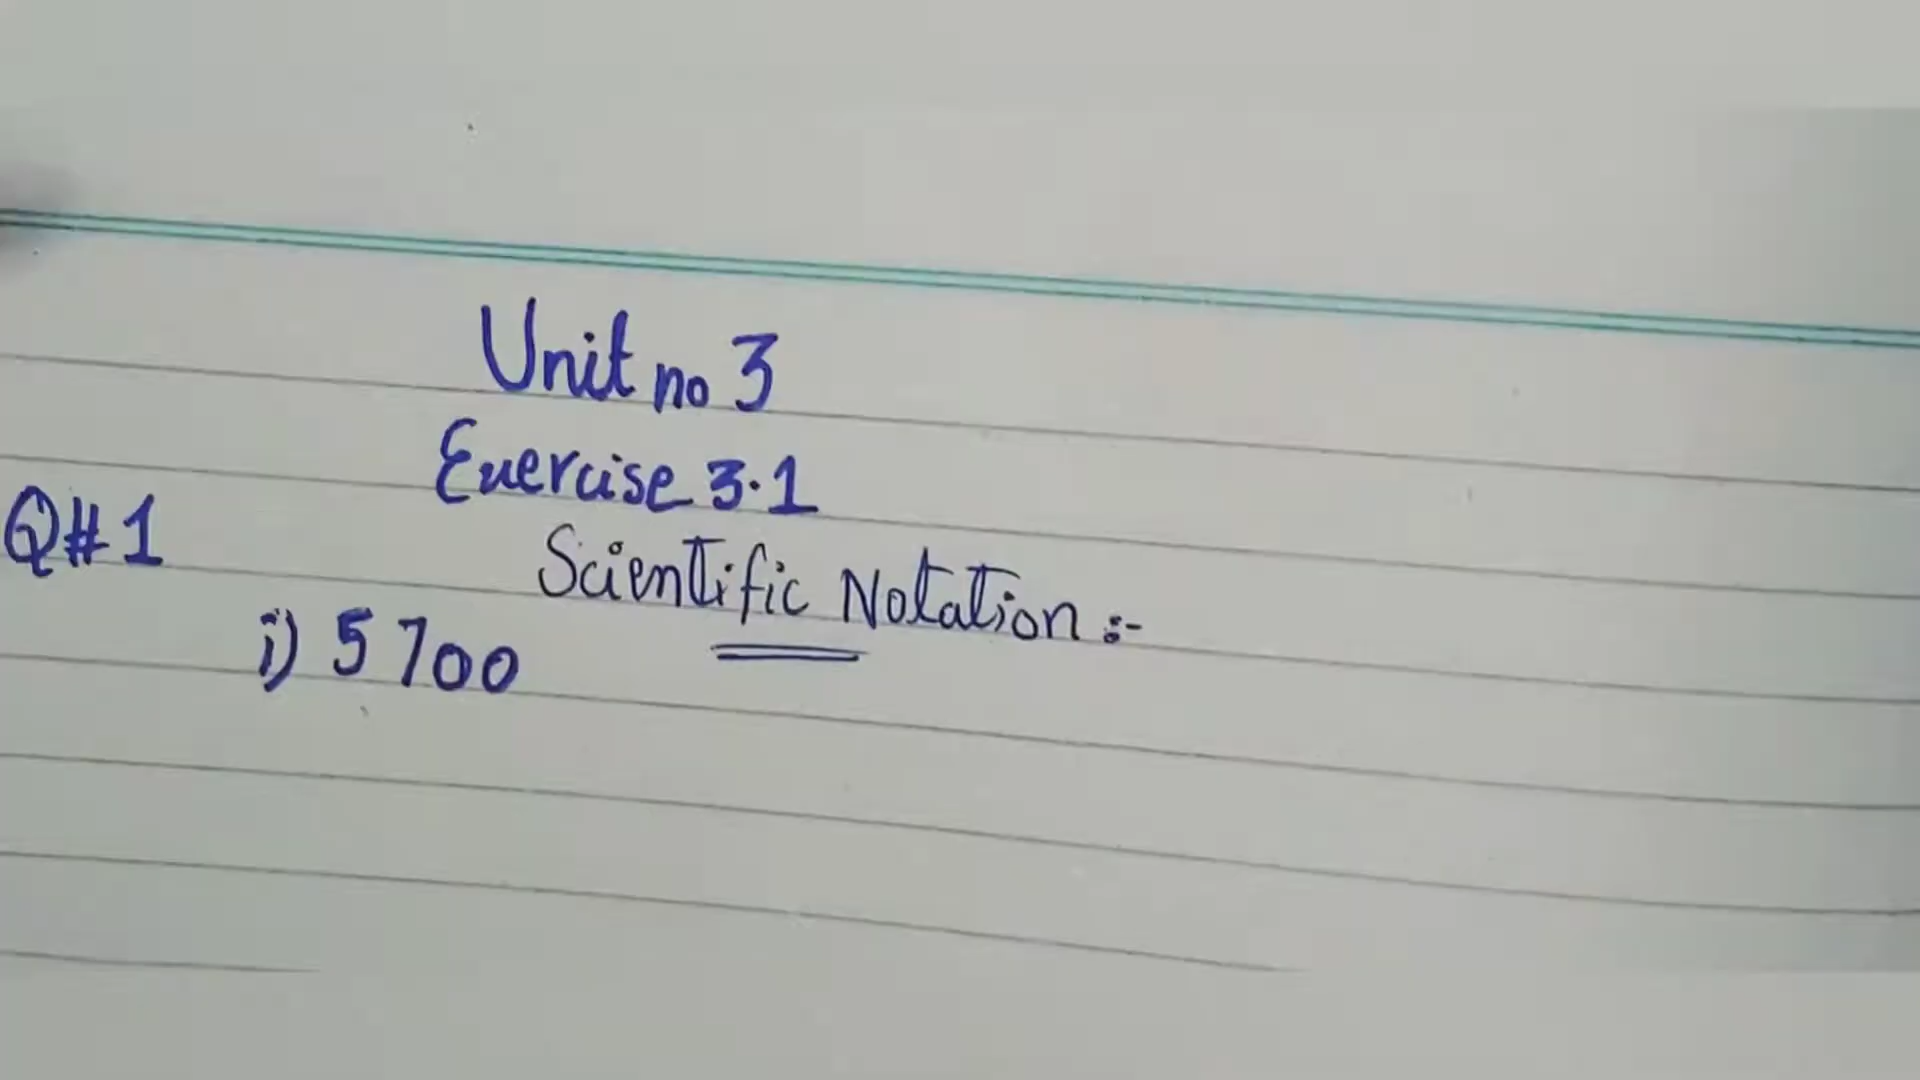 Unit no 3
Exercise 3.1
Q#1
Scientific Notation :-
i) 5700